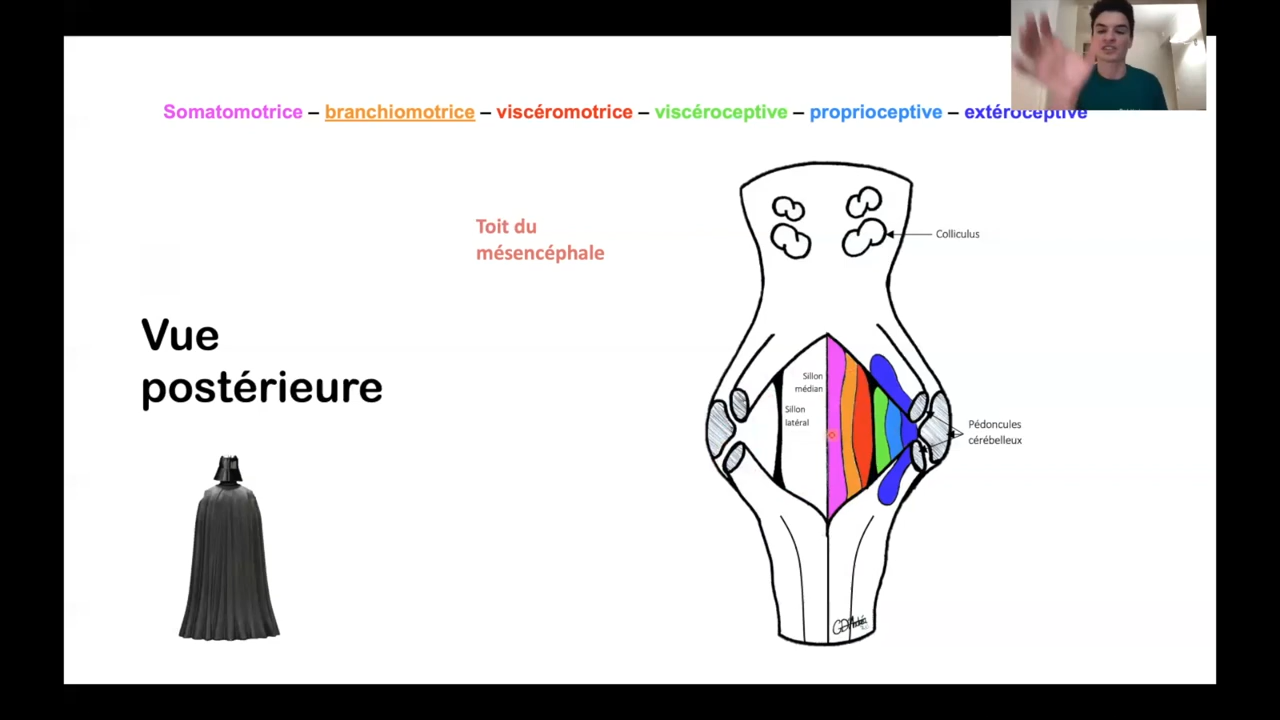 Somatomotrice – branchiomotrice – viscéromotrice – viscéroceptive – proprioceptive – extéroceptive
Toit du
mésencéphale
Colliculus
Vue
postérieure
Sillon
médian
Sillon
latéral
Pédoncules
cérébelleux